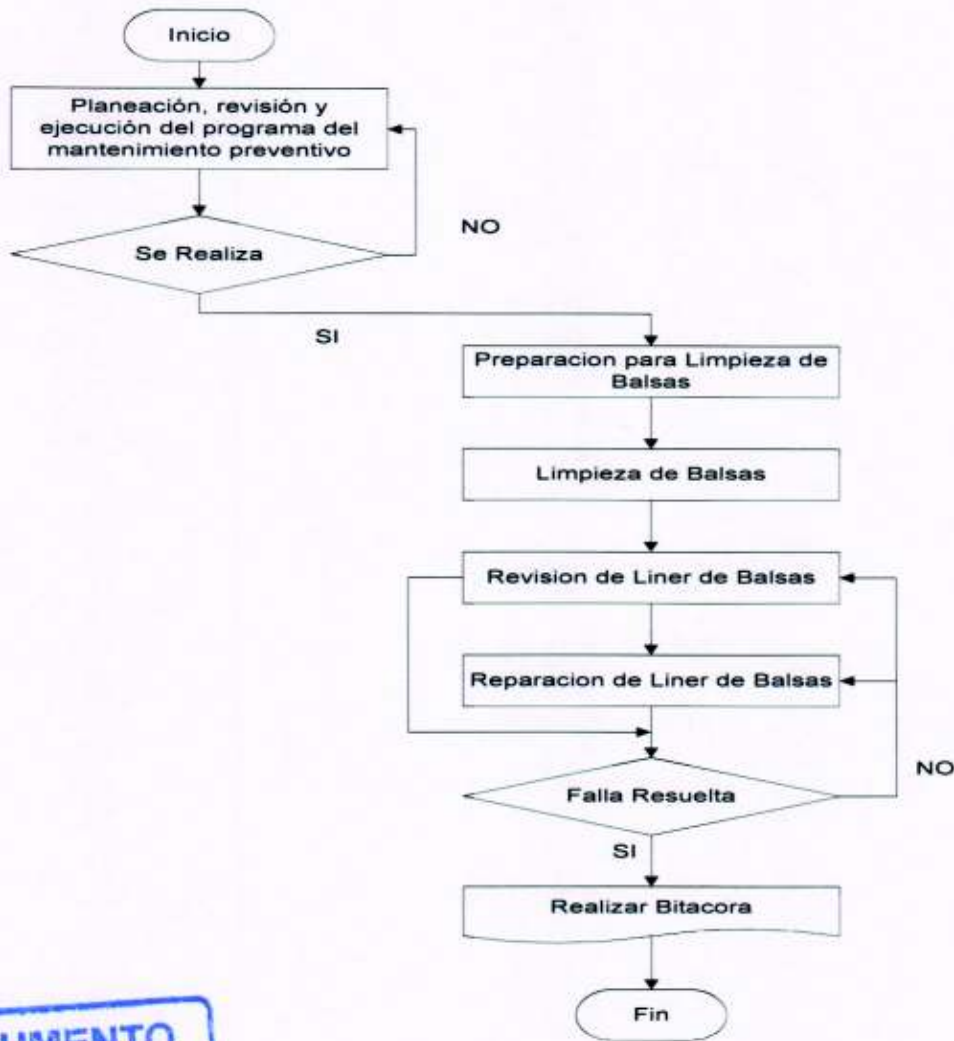 Inicio
Planeación, revisión y
ejecución del programa del
mantenimiento preventivo
NO
Se Realiza
SI
Preparacion para Limpieza de
Balsas
Limpieza de Balsas
Revision de Liner de Balsas
Reparacion de Liner de Balsas
NO
Falla Resuelta
SI
Realizar Bitacora
Fin